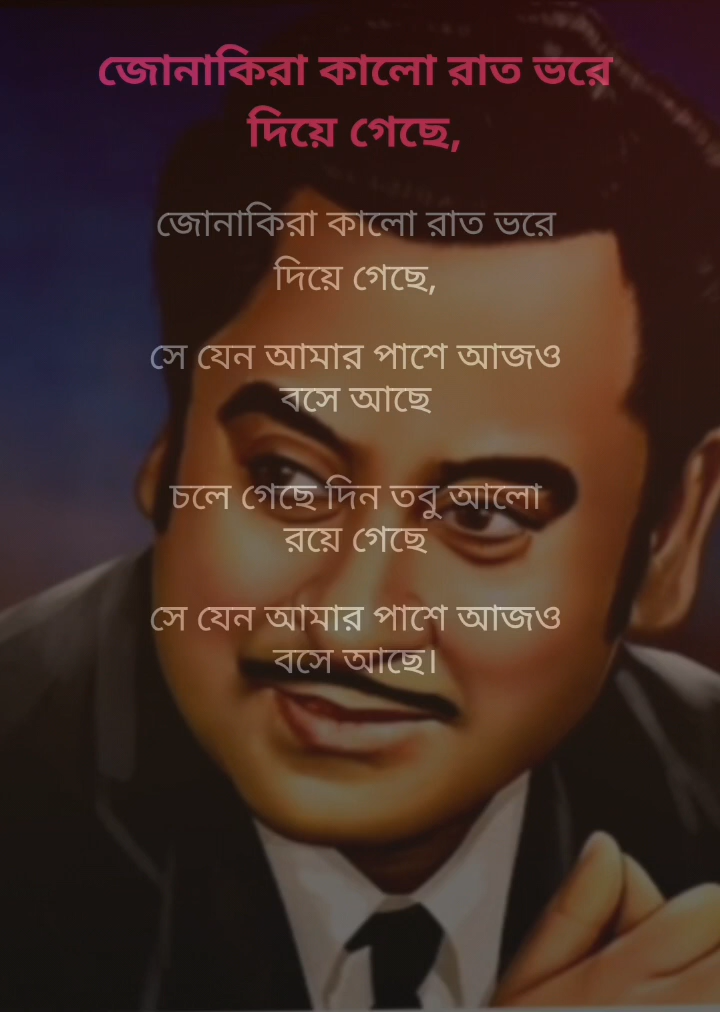 জোনাকিরা কালো রাত ভরে
দিয়ে গেছে,
জোনাকিরা কালো রাত ভরে
দিয়ে গেছে,
সে যেন আমার পাশে আজও
বসে আছে
চলে গেছে দিন তবু আলো
রয়ে গেছে
সে যেন আমার পাশে আজও
বসে আছে।